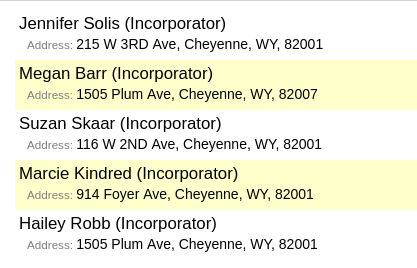 Jennifer Solis (Incorporator)
Address: 215 W 3RD Ave, Cheyenne, WY, 82001
Megan Barr (Incorporator)
Address: 1505 Plum Ave, Cheyenne, WY, 82007
Suzan Skaar (Incorporator)
Address: 116 W 2ND Ave, Cheyenne, WY, 82001
Marcie Kindred (Incorporator)
Address: 914 Foyer Ave, Cheyenne, WY, 82001
Hailey Robb (Incorporator)
Address: 1505 Plum Ave, Cheyenne, WY, 82001